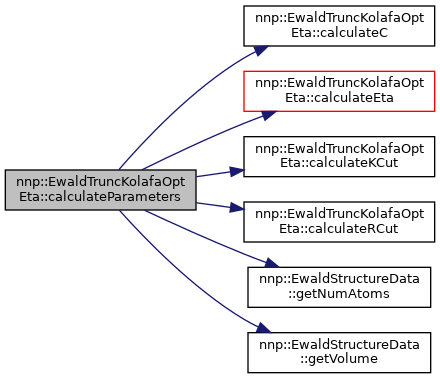 nnp::EwaldTruncKolafaOpt
Eta::calculateParameters
nnp::EwaldTruncKolafaOpt
Eta::calculateC
nnp::EwaldTruncKolafaOpt
Eta::calculateEta
nnp::EwaldTruncKolafaOpt
Eta::calculateKCut
nnp::EwaldTruncKolafaOpt
Eta::calculateRCut
nnp::EwaldStructureData
::getNumAtoms
nnp::EwaldStructureData
::getVolume